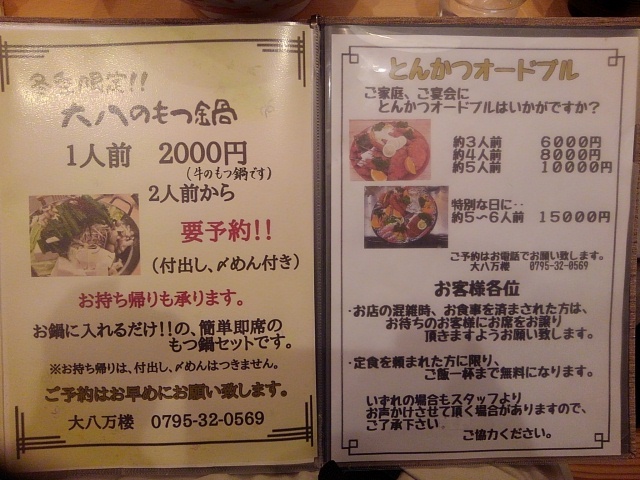 冬季限定!!
大八のもつ鍋
1人前 2000円
(牛のもつ鍋です)
2人前から
要予約!!
(付出し、〆めん付き)
お持ち帰りも承ります。
お鍋に入れるだけ!!の、簡単即席の
もつ鍋セットです。
※お持ち帰りは、付出し、〆めんはつきません。
ご予約はお早めにお願い致します。
大八万楼 0795-32-0569
とんかつオードブル
ご家庭、ご宴会に
とんかつオードブルはいかがですか?
約3人前 6000円
約4人前 8000円
約5人前 10000円
特別な日に‥
約5〜6人前 15000円
ご予約はお電話でお願い致します。
大八万楼 0795-32-0569
お客様各位
・お店の混雑時、お食事を済まされた方は、
お待ちのお客様にお席をお譲り
頂きますようお願い致します。
・定食を頼まれた方に限り、
ご飯一杯まで無料になります。
いずれの場合もスタッフより
お声かけさせて頂く場合がありますので、
ご了承下さい
ご協力ください。